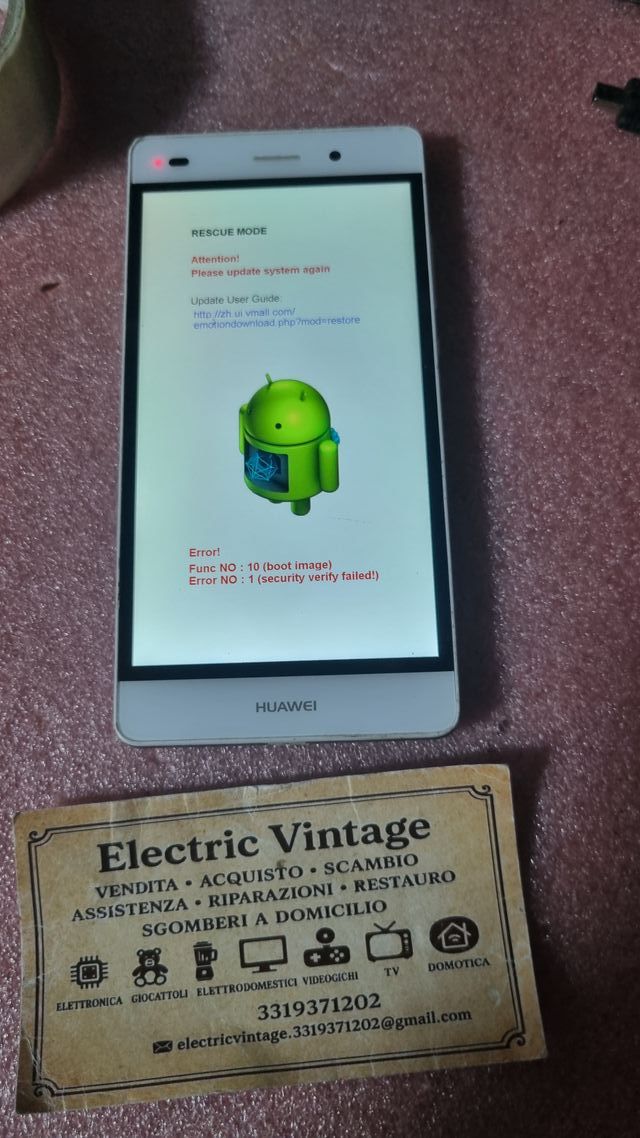 RESCUE MODE
Attention!
Please update system again
Update User Guide:
http://zh.ui.vmall.com/
emotiondownload.php?mod=restore
Error!
Func NO : 10 (boot image)
Error NO : 1 (security verify failed!)
HUAWEI
Electric Vintage
VENDITA • ACQUISTO • SCAMBIO
ASSISTENZA • RIPARAZIONI • RESTAURO
SGOMBERI A DOMICILIO
ELETTRONICA GIOCATTOLI ELETTRODOMESTICI VIDEOGICHI TV DOMOTICA
3319371202
electricvintage.3319371202@gmail.com